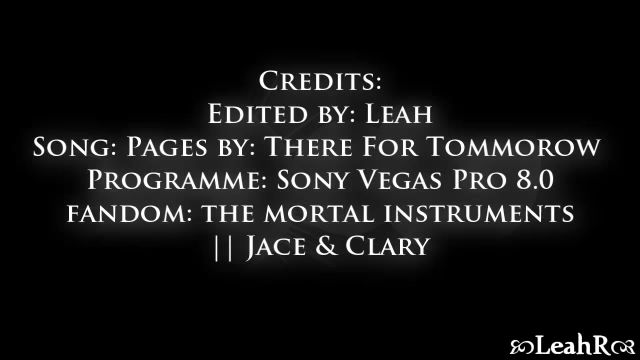 Credits:
Edited by: Leah
Song: Pages by: There For Tommorow
Programme: Sony Vegas Pro 8.0
fandom: the mortal instruments
|| Jace & Clary
LeahR